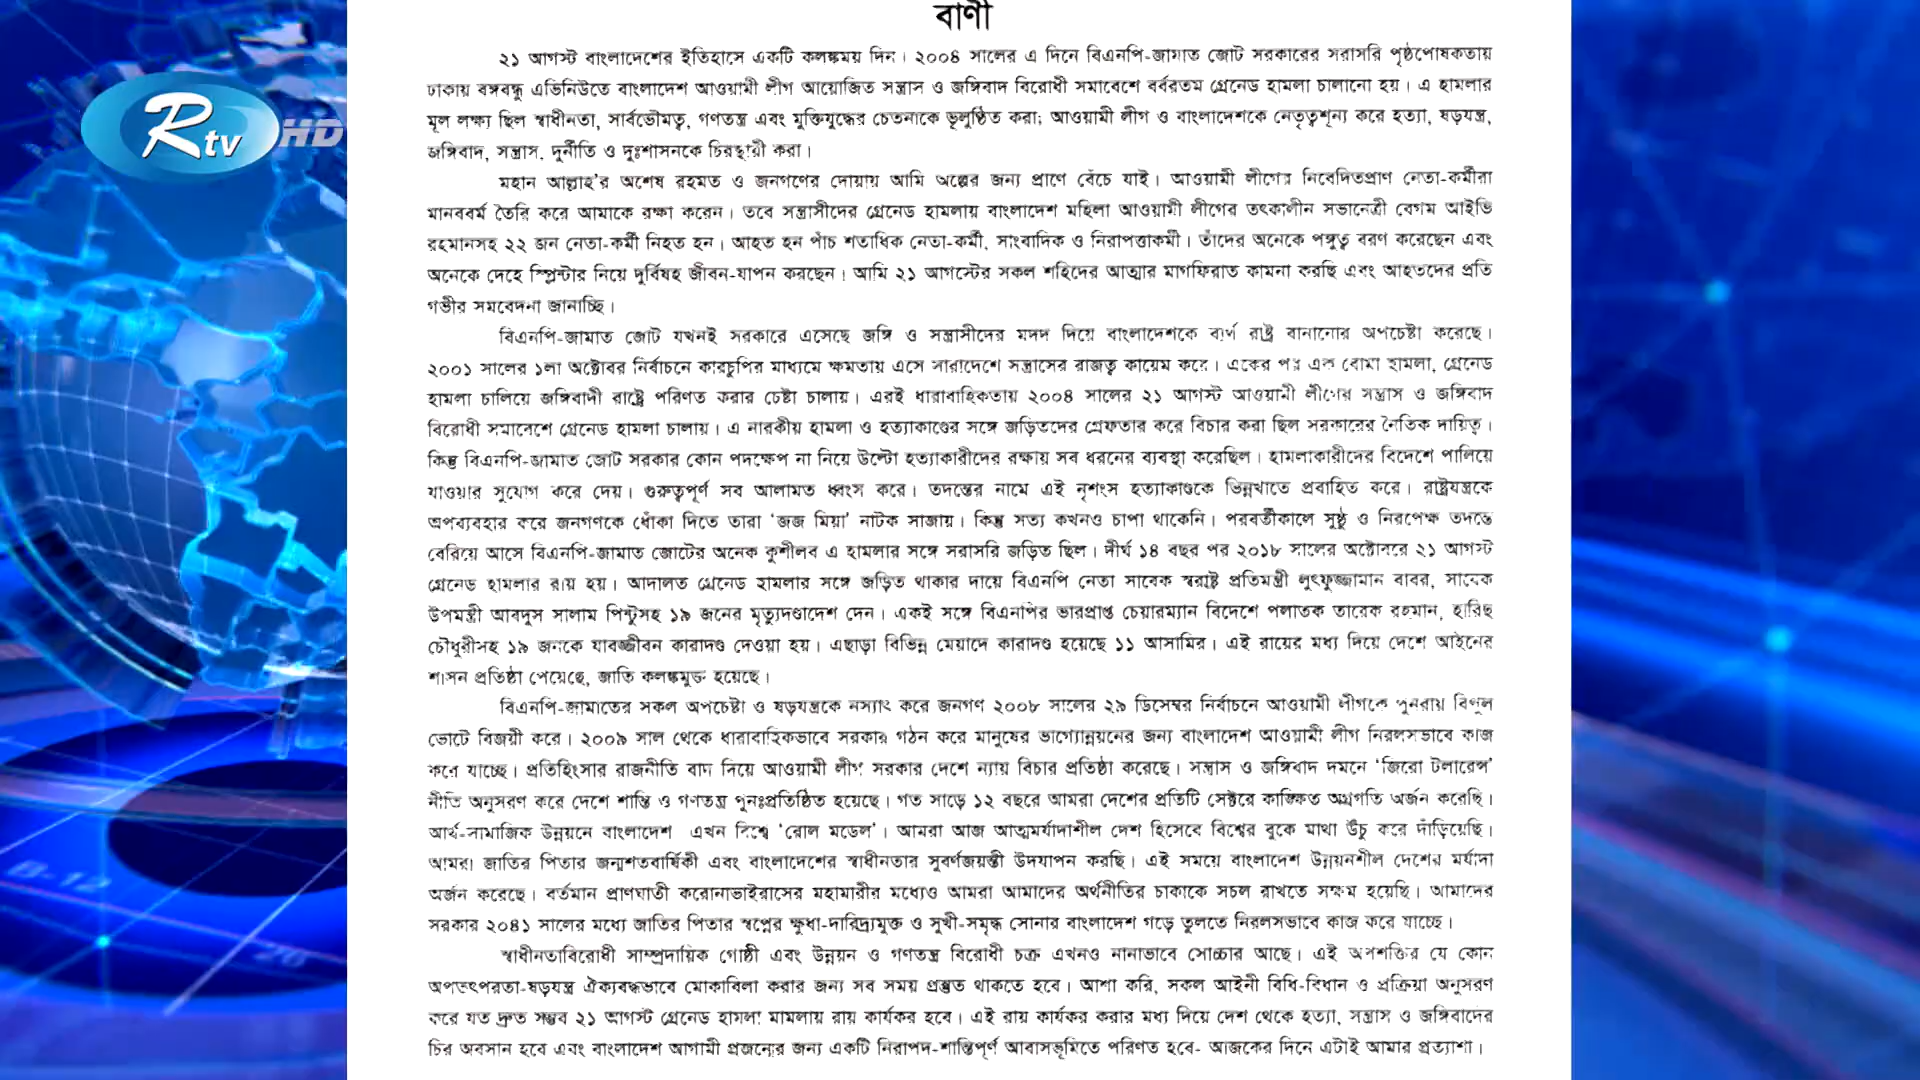 বাণী
Rtv HD
২১ আগস্ট বাংলাদেশের ইতিহাসে একটি কলঙ্কময় দিন। ২০০৪ সালের এ দিনে বিএনপি-জামাত জোট সরকারের সরাসরি পৃষ্ঠপোষকতায়
ঢাকায় বঙ্গবন্ধু এভিনিউতে বাংলাদেশ আওয়ামী লীগ আয়োজিত সন্ত্রাস ও জঙ্গিবাদ বিরোধী সমাবেশে বর্বরতম গ্রেনেড হামলা চালানো হয়। এ হামলার
মূল লক্ষ্য ছিল স্বাধীনতা, সার্বভৌমত্ব, গণতন্ত্র এবং মুক্তিযুদ্ধের চেতনাকে ভূলুণ্ঠিত করা; আওয়ামী লীগ ও বাংলাদেশকে নেতৃত্বশূন্য করে হত্যা, ষড়যন্ত্র,
জঙ্গিবাদ, সন্ত্রাস, দুর্নীতি ও দুঃশাসনকে চিরস্থায়ী করা।
মহান আল্লাহ'র অশেষ রহমত ও জনগণের দোয়ায় আমি অল্পের জন্য প্রাণে বেঁচে যাই। আওয়ামী লীগের নিবেদিতপ্রাণ নেতা-কর্মীরা
মানববর্ম তৈরি করে আমাকে রক্ষা করেন। তবে সন্ত্রাসীদের গ্রেনেড হামলায় বাংলাদেশ মহিলা আওয়ামী লীগের তৎকালীন সভানেত্রী বেগম আইভি
রহমানসহ ২২ জন নেতা-কর্মী নিহত হন। আহত হন পাঁচ শতাধিক নেতা-কর্মী, সাংবাদিক ও নিরাপত্তাকর্মী। তাঁদের অনেকে পঙ্গুত্ব বরণ করেছেন এবং
অনেকে দেহে স্প্লিন্টার নিয়ে দুর্বিষহ জীবন-যাপন করছেন। আমি ২১ আগস্টের সকল শহিদের আত্মার মাগফিরাত কামনা করছি এবং আহতদের প্রতি
গভীর সমবেদনা জানাচ্ছি।
বিএনপি-জামাত জোট যখনই সরকারে এসেছে জঙ্গি ও সন্ত্রাসীদের মদদ দিয়ে বাংলাদেশকে ব্যর্থ রাষ্ট্র বানানোর অপচেষ্টা করেছে।
২০০১ সালের ১লা অক্টোবর নির্বাচনে কারচুপির মাধ্যমে ক্ষমতায় এসে সারাদেশে সন্ত্রাসের রাজত্ব কায়েম করে। একের পর এক বোমা হামলা, গ্রেনেড
হামলা চালিয়ে জঙ্গিবাদী রাষ্ট্রে পরিণত করার চেষ্টা চালায়। এরই ধারাবাহিকতায় ২০০৪ সালের ২১ আগস্ট আওয়ামী লীগের সন্ত্রাস ও জঙ্গিবাদ
বিরোধী সমাবেশে গ্রেনেড হামলা চালায়। এ নারকীয় হামলা ও হত্যাকাণ্ডের সঙ্গে জড়িতদের গ্রেফতার করে বিচার করা ছিল সরকারের নৈতিক দায়িত্ব।
কিন্তু বিএনপি-জামাত জোট সরকার কোন পদক্ষেপ না নিয়ে উল্টো হত্যাকারীদের রক্ষায় সব ধরনের ব্যবস্থা করেছিল। হামলাকারীদের বিদেশে পালিয়ে
যাওয়ার সুযোগ করে দেয়। গুরুত্বপূর্ণ সব আলামত ধ্বংস করে। তদন্তের নামে এই নৃশংস হত্যাকাণ্ডকে ভিন্নখাতে প্রবাহিত করে। রাষ্ট্রযন্ত্রকে
অপব্যবহার করে জনগণকে ধোঁকা দিতে তারা 'জজ মিয়া' নাটক সাজায়। কিন্তু সত্য কখনও চাপা থাকেনি। পরবর্তীকালে সুষ্ঠু ও নিরপেক্ষ তদন্তে
বেরিয়ে আসে বিএনপি-জামাত জোটের অনেক কুশীলব এ হামলার সঙ্গে সরাসরি জড়িত ছিল। দীর্ঘ ১৪ বছর পর ২০১৮ সালের অক্টোবরে ২১ আগস্ট
গ্রেনেড হামলার রায় হয়। আদালত গ্রেনেড হামলার সঙ্গে জড়িত থাকার দায়ে বিএনপি নেতা সাবেক স্বরাষ্ট্র প্রতিমন্ত্রী লুৎফুজ্জামান বাবর, সাবেক
উপমন্ত্রী আবদুস সালাম পিন্টুসহ ১৯ জনের মৃত্যুদণ্ডাদেশ দেন। একই সঙ্গে বিএনপির ভারপ্রাপ্ত চেয়ারম্যান বিদেশে পলাতক তারেক রহমান, হারিছ
চৌধুরীসহ ১৯ জনকে যাবজ্জীবন কারাদণ্ড দেওয়া হয়। এছাড়া বিভিন্ন মেয়াদে কারাদণ্ড হয়েছে ১১ আসামির। এই রায়ের মধ্য দিয়ে দেশে আইনের
শাসন প্রতিষ্ঠা পেয়েছে, জাতি কলঙ্কমুক্ত হয়েছে।
বিএনপি-জামাতের সকল অপচেষ্টা ও ষড়যন্ত্রকে নস্যাৎ করে জনগণ ২০০৮ সালের ২৯ ডিসেম্বর নির্বাচনে আওয়ামী লীগকে পুনরায় বিপুল
ভোটে বিজয়ী করে। ২০০৯ সাল থেকে ধারাবাহিকভাবে সরকার গঠন করে মানুষের ভাগ্যোন্নয়নের জন্য বাংলাদেশ আওয়ামী লীগ নিরলসভাবে কাজ
করে যাচ্ছে। প্রতিহিংসার রাজনীতি বাদ দিয়ে আওয়ামী লীগ সরকার দেশে ন্যায় বিচার প্রতিষ্ঠা করেছে। সন্ত্রাস ও জঙ্গিবাদ দমনে 'জিরো টলারেন্স'
নীতি অনুসরণ করে দেশে শান্তি ও গণতন্ত্র পুনঃপ্রতিষ্ঠিত হয়েছে। গত সাড়ে ১২ বছরে আমরা দেশের প্রতিটি সেক্টরে কাঙ্ক্ষিত অগ্রগতি অর্জন করেছি।
আর্থ-সামাজিক উন্নয়নে বাংলাদেশ এখন বিশ্বে 'রোল মডেল'। আমরা আজ আত্মমর্যাদাশীল দেশ হিসেবে বিশ্বের বুকে মাথা উঁচু করে দাঁড়িয়েছি।
আমরা জাতির পিতার জন্মশতবার্ষিকী এবং বাংলাদেশের স্বাধীনতার সুবর্ণজয়ন্তী উদযাপন করছি। এই সময়ে বাংলাদেশ উন্নয়নশীল দেশের মর্যাদা
অর্জন করেছে। বর্তমান প্রাণঘাতী করোনাভাইরাসের মহামারীর মধ্যেও আমরা আমাদের অর্থনীতির চাকাকে সচল রাখতে সক্ষম হয়েছি। আমাদের
সরকার ২০৪১ সালের মধ্যে জাতির পিতার স্বপ্নের ক্ষুধা-দারিদ্র্যমুক্ত ও সুখী-সমৃদ্ধ সোনার বাংলাদেশ গড়ে তুলতে নিরলসভাবে কাজ করে যাচ্ছে।
স্বাধীনতাবিরোধী সাম্প্রদায়িক গোষ্ঠী এবং উন্নয়ন ও গণতন্ত্র বিরোধী চক্র এখনও নানাভাবে সোচ্চার আছে। এই অপশক্তির যে কোন
অপতৎপরতা-ষড়যন্ত্র ঐক্যবদ্ধভাবে মোকাবিলা করার জন্য সব সময় প্রস্তুত থাকতে হবে। আশা করি, সকল আইনী বিধি-বিধান ও প্রক্রিয়া অনুসরণ
করে যত দ্রুত সম্ভব ২১ আগস্ট গ্রেনেড হামলা মামলায় রায় কার্যকর হবে। এই রায় কার্যকর করার মধ্য দিয়ে দেশ থেকে হত্যা, সন্ত্রাস ও জঙ্গিবাদের
চির অবসান হবে এবং বাংলাদেশ আগামী প্রজন্মের জন্য একটি নিরাপদ-শান্তিপূর্ণ আবাসভূমিতে পরিণত হবে- আজকের দিনে এটাই আমার প্রত্যাশা।
B-12
20